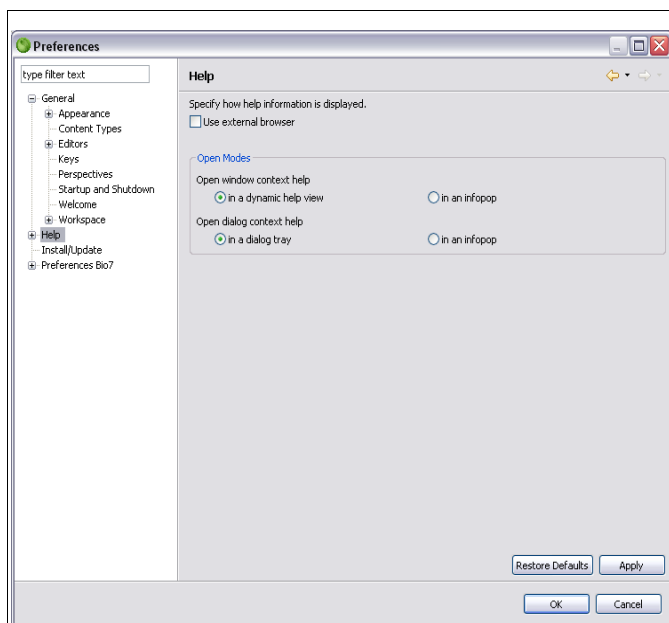 Preferences
type filter text
Help
General
Appearance
Content Types
Editors
Keys
Perspectives
Startup and Shutdown
Welcome
Workspace
Help
Install/Update
Preferences Bio7
Specify how help information is displayed.
Use external browser
Open Modes
Open window context help
in a dynamic help view in an infopop
Open dialog context help
in a dialog tray in an infopop
Restore Defaults Apply
OK Cancel